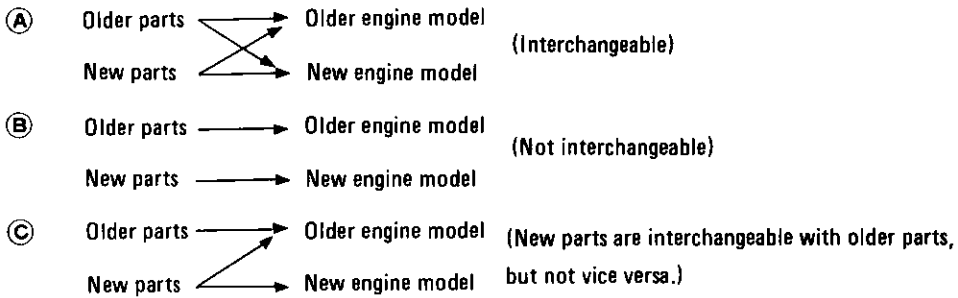 Ⓐ Older parts Older engine model
(Interchangeable)
New parts New engine model
Ⓑ Older parts Older engine model
(Not interchangeable)
New parts New engine model
Ⓒ Older parts Older engine model (New parts are interchangeable with older parts,
New parts New engine model but not vice versa.)